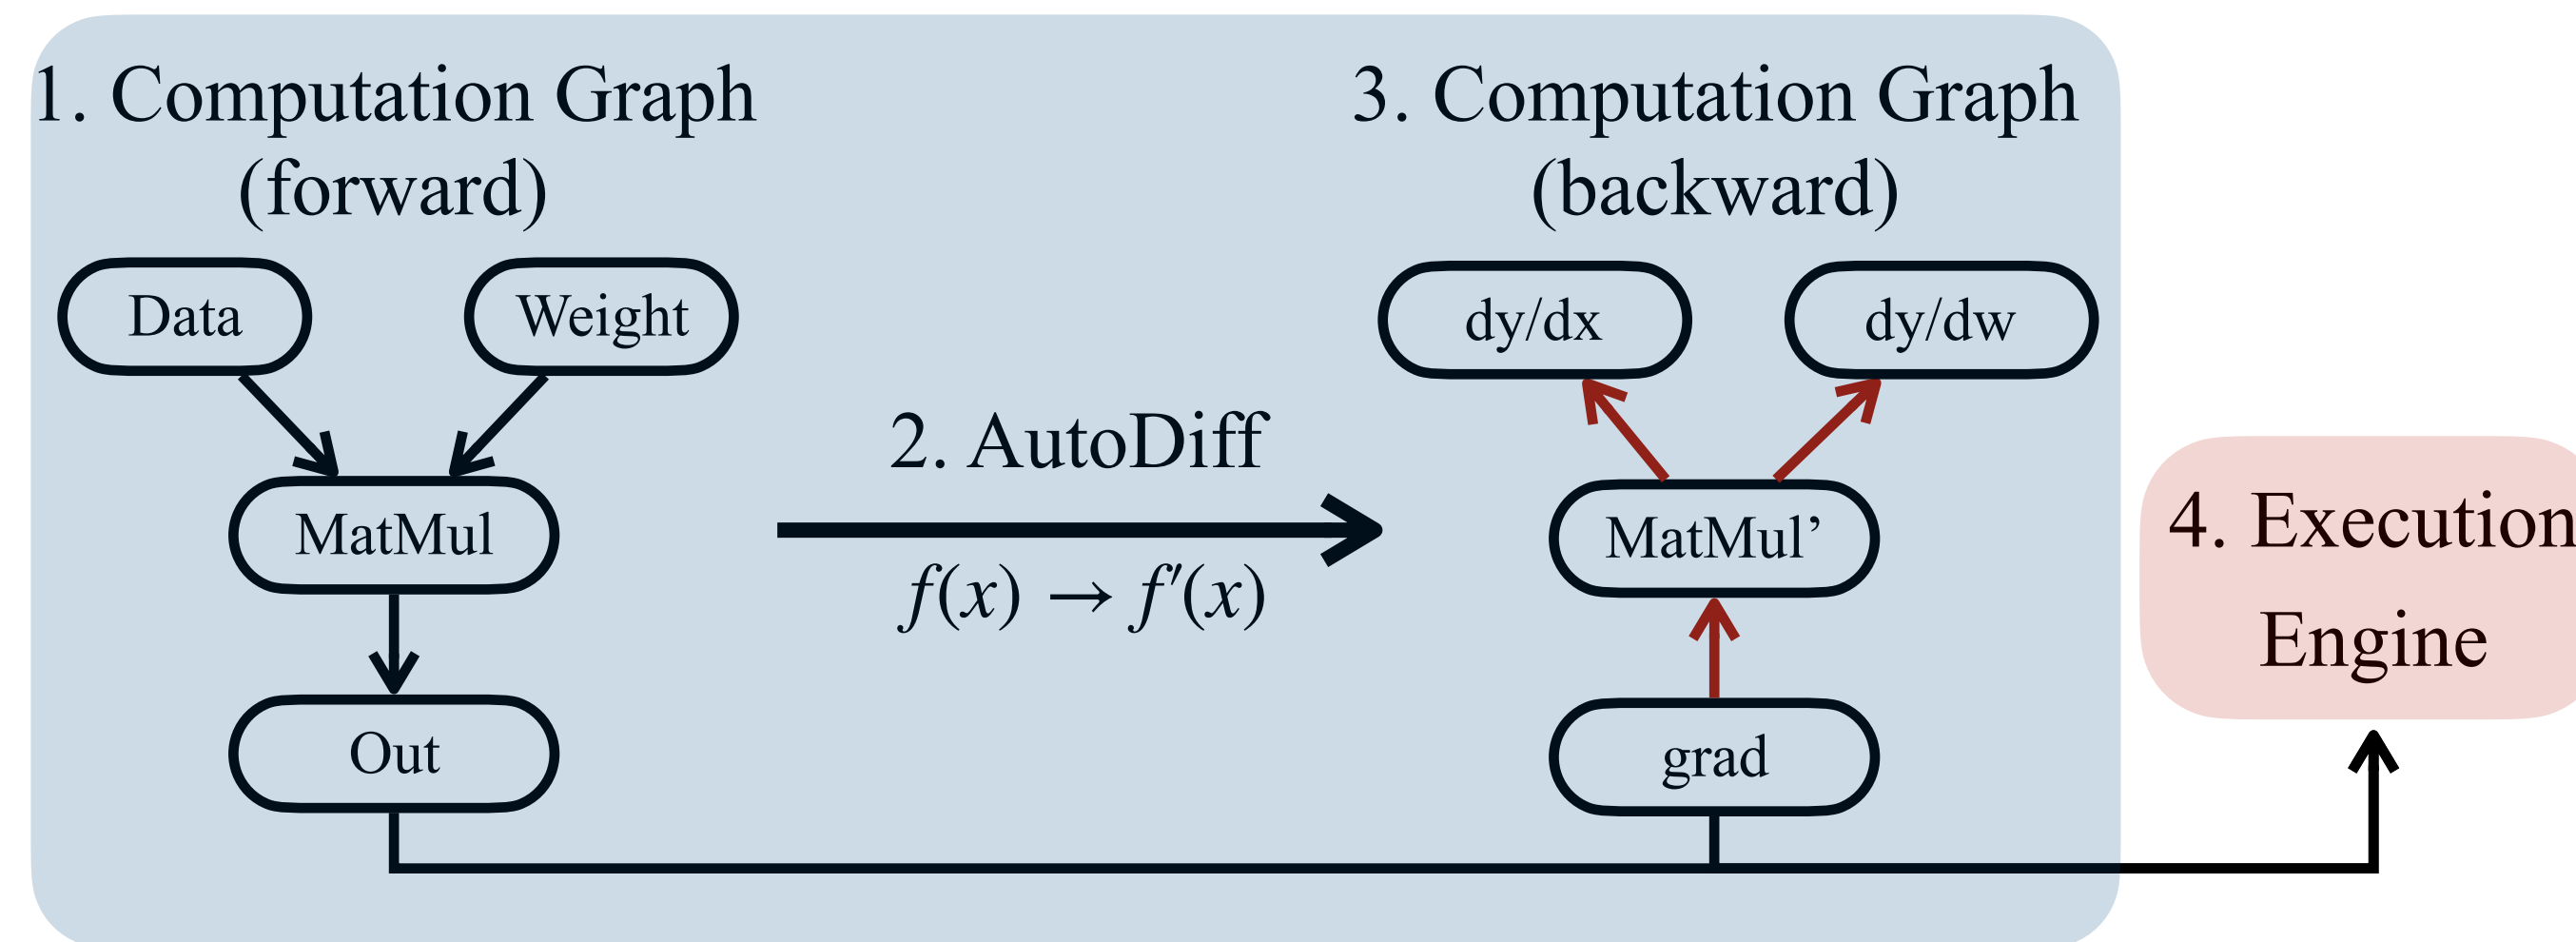 1. Computation Graph
(forward)
Data
Weight
MatMul
Out
2. AutoDiff
f(x) → f′(x)
3. Computation Graph
(backward)
dy/dx
dy/dw
MatMul’
grad
4. Execution
Engine